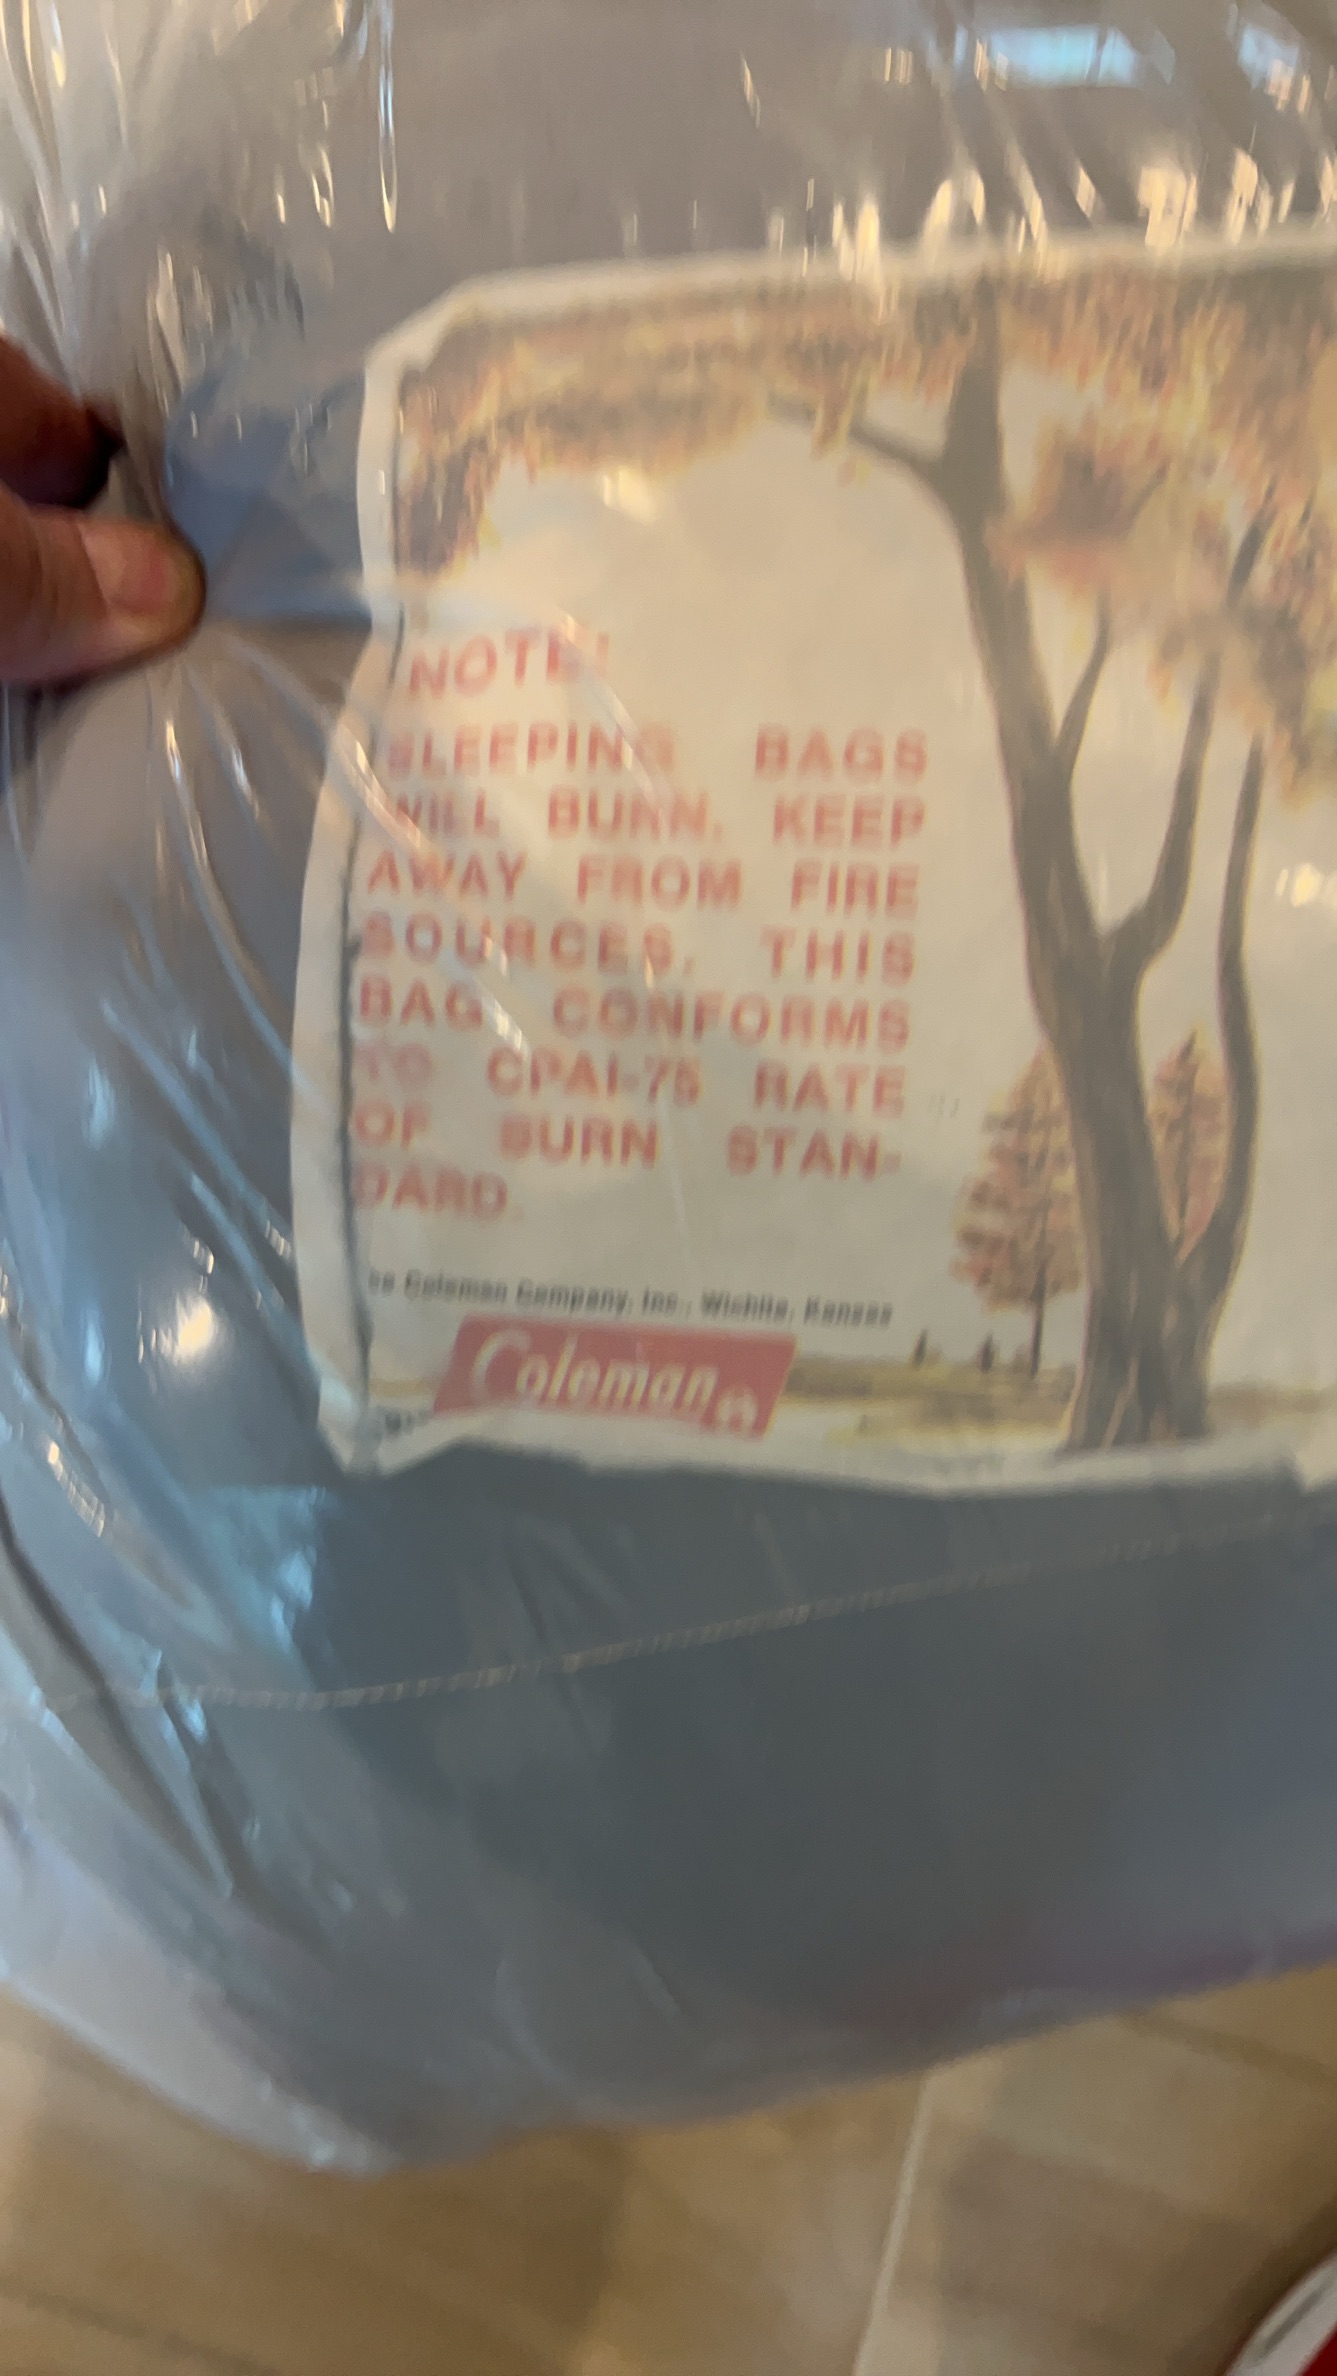 NOTE!
SLEEPING BAGS
WILL BURN. KEEP
AWAY FROM FIRE
SOURCES. THIS
BAG CONFORMS
TO CPAI-75 RATE
OF BURN STAN-
DARD.
he Coleman Company, Inc., Wichita, Kansas
Coleman